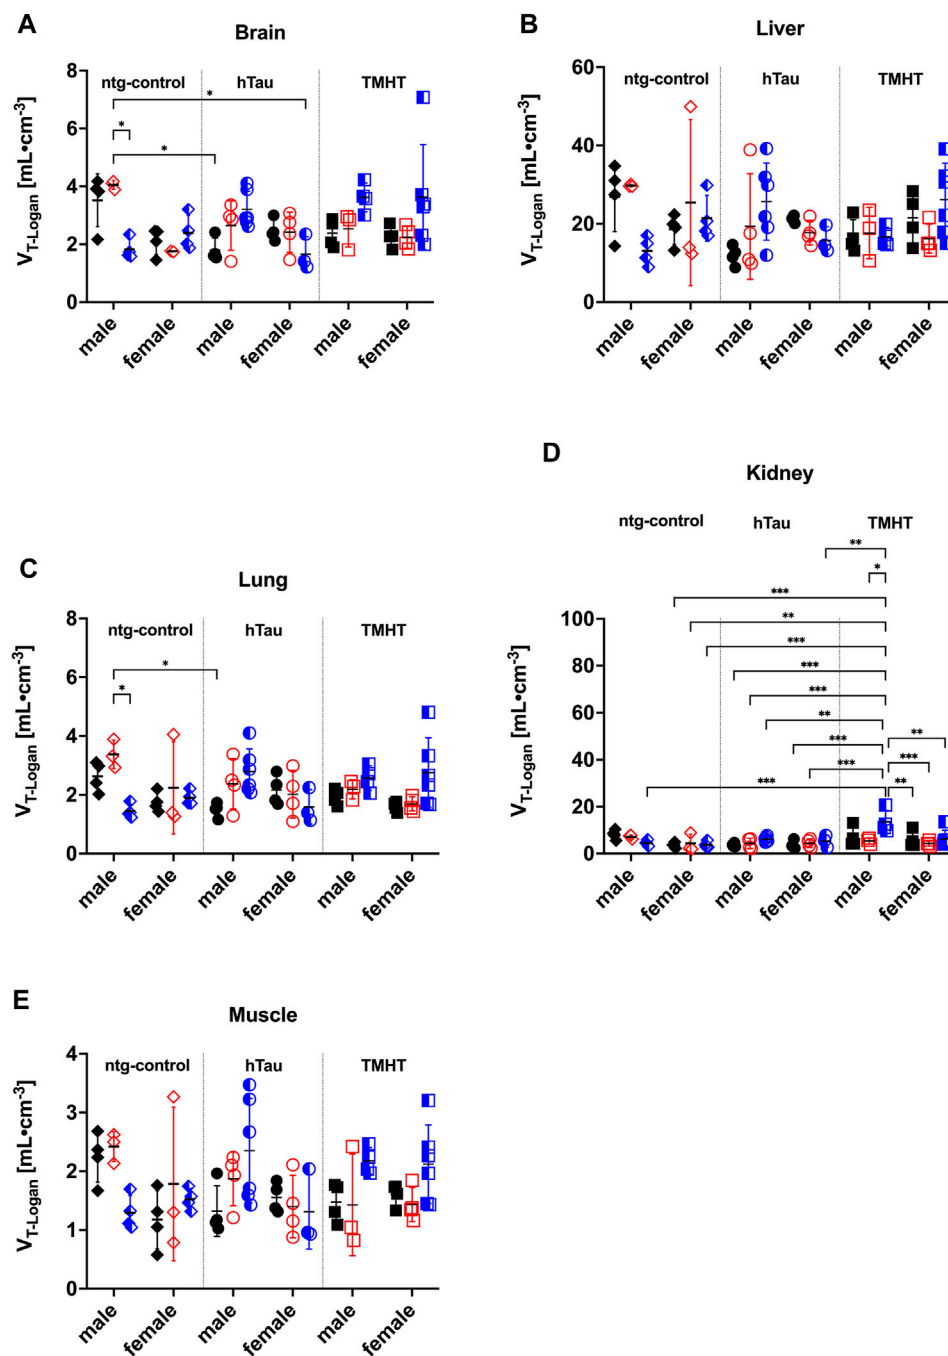 A
Brain
8
6
4
2
0
V_T-Logan [mL•cm⁻³]
ntg-control hTau TMHT
* * *
male female male female male female
B
Liver
60
40
20
0
V_T-Logan [mL•cm⁻³]
ntg-control hTau TMHT
male female male female male female
C
Lung
8
6
4
2
0
V_T-Logan [mL•cm⁻³]
ntg-control hTau TMHT
* *
male female male female male female
D
Kidney
ntg-control hTau TMHT
**
*
***
**
***
***
***
**
*** **
*** ***
*** **
100
80
60
40
20
0
V_T-Logan [mL•cm⁻³]
male female male female male female
E
Muscle
4
3
2
1
0
V_T-Logan [mL•cm⁻³]
ntg-control hTau TMHT
male female male female male female